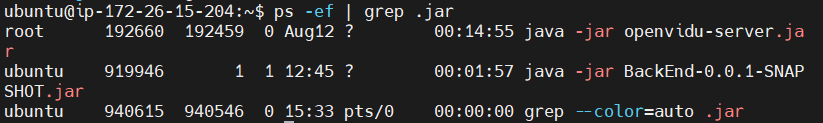 ubuntu@ip-172-26-15-204:~$ ps -ef | grep .jar
root      192660  192459  0 Aug12 ?        00:14:55 java -jar openvidu-server.ja
r
ubuntu    919946       1  1 12:45 ?        00:01:57 java -jar BackEnd-0.0.1-SNAP
SHOT.jar
ubuntu    940615  940546  0 15:33 pts/0    00:00:00 grep --color=auto .jar